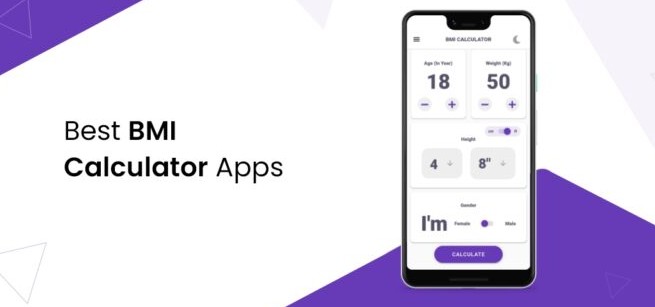 Best BMI
Calculator Apps
BMI CALCULATOR
Age (In Year)
Weight (Kg)
18
50
Height
4
8"
Gender
I'm
Female
Male
CALCULATE